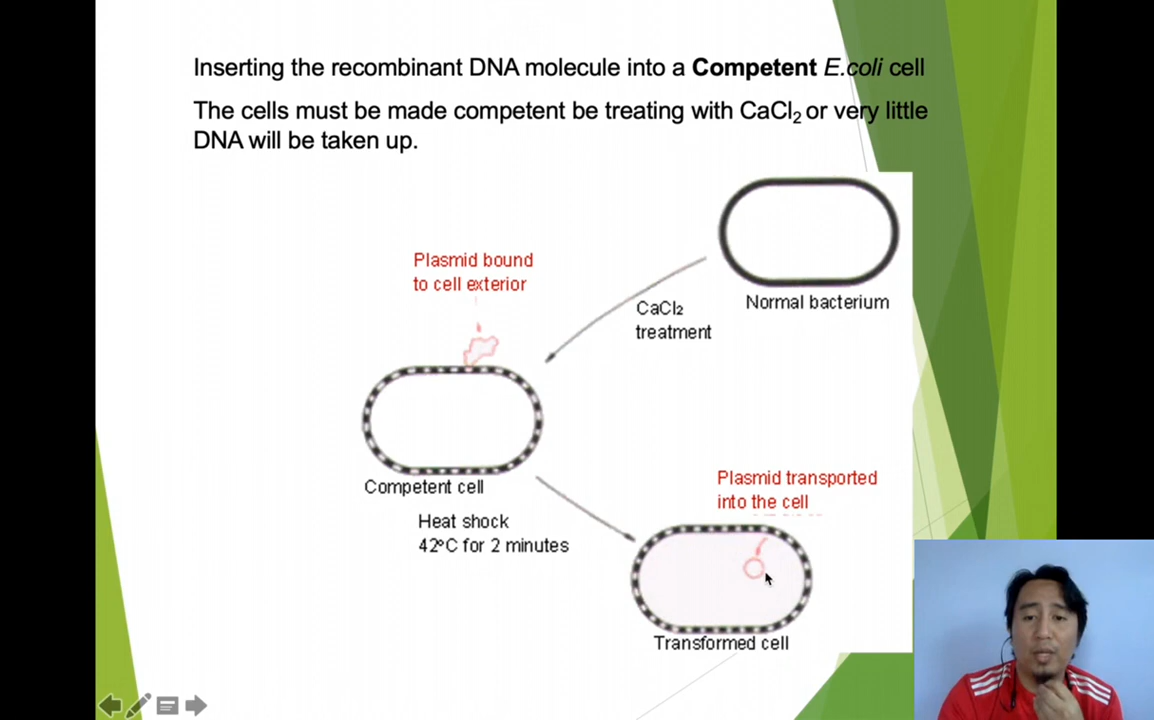 Inserting the recombinant DNA molecule into a Competent E.coli cell
The cells must be made competent be treating with CaCl₂ or very little
DNA will be taken up.
Plasmid bound
to cell exterior
CaCl₂
treatment
Normal bacterium
Competent cell
Heat shock
42ºC for 2 minutes
Plasmid transported
into the cell
Transformed cell